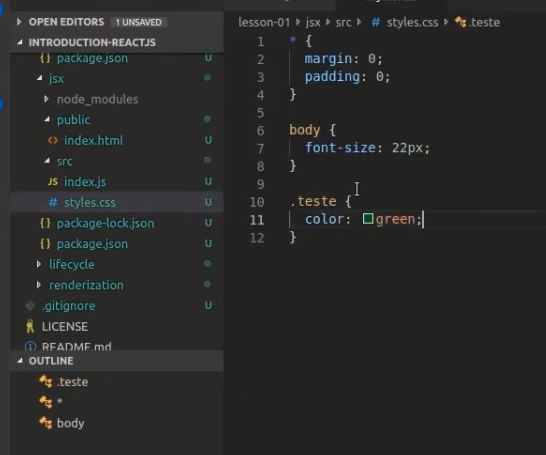 OPEN EDITORS 1 UNSAVED
INTRODUCTION-REACTJS
{} package.json U
jsx
node_modules
public
<> index.html U
src
JS index.js U
# styles.css U
{} package-lock.json U
{} package.json U
lifecycle
renderization
.gitignore U
LICENSE
README.md
OUTLINE
.teste
*
body
lesson-01 › jsx › src › # styles.css › .teste
1 * {
2 margin: 0;
3 padding: 0;
4 }
5
6 body {
7 font-size: 22px;
8 }
9
10 .teste {
11 color: green;
12 }